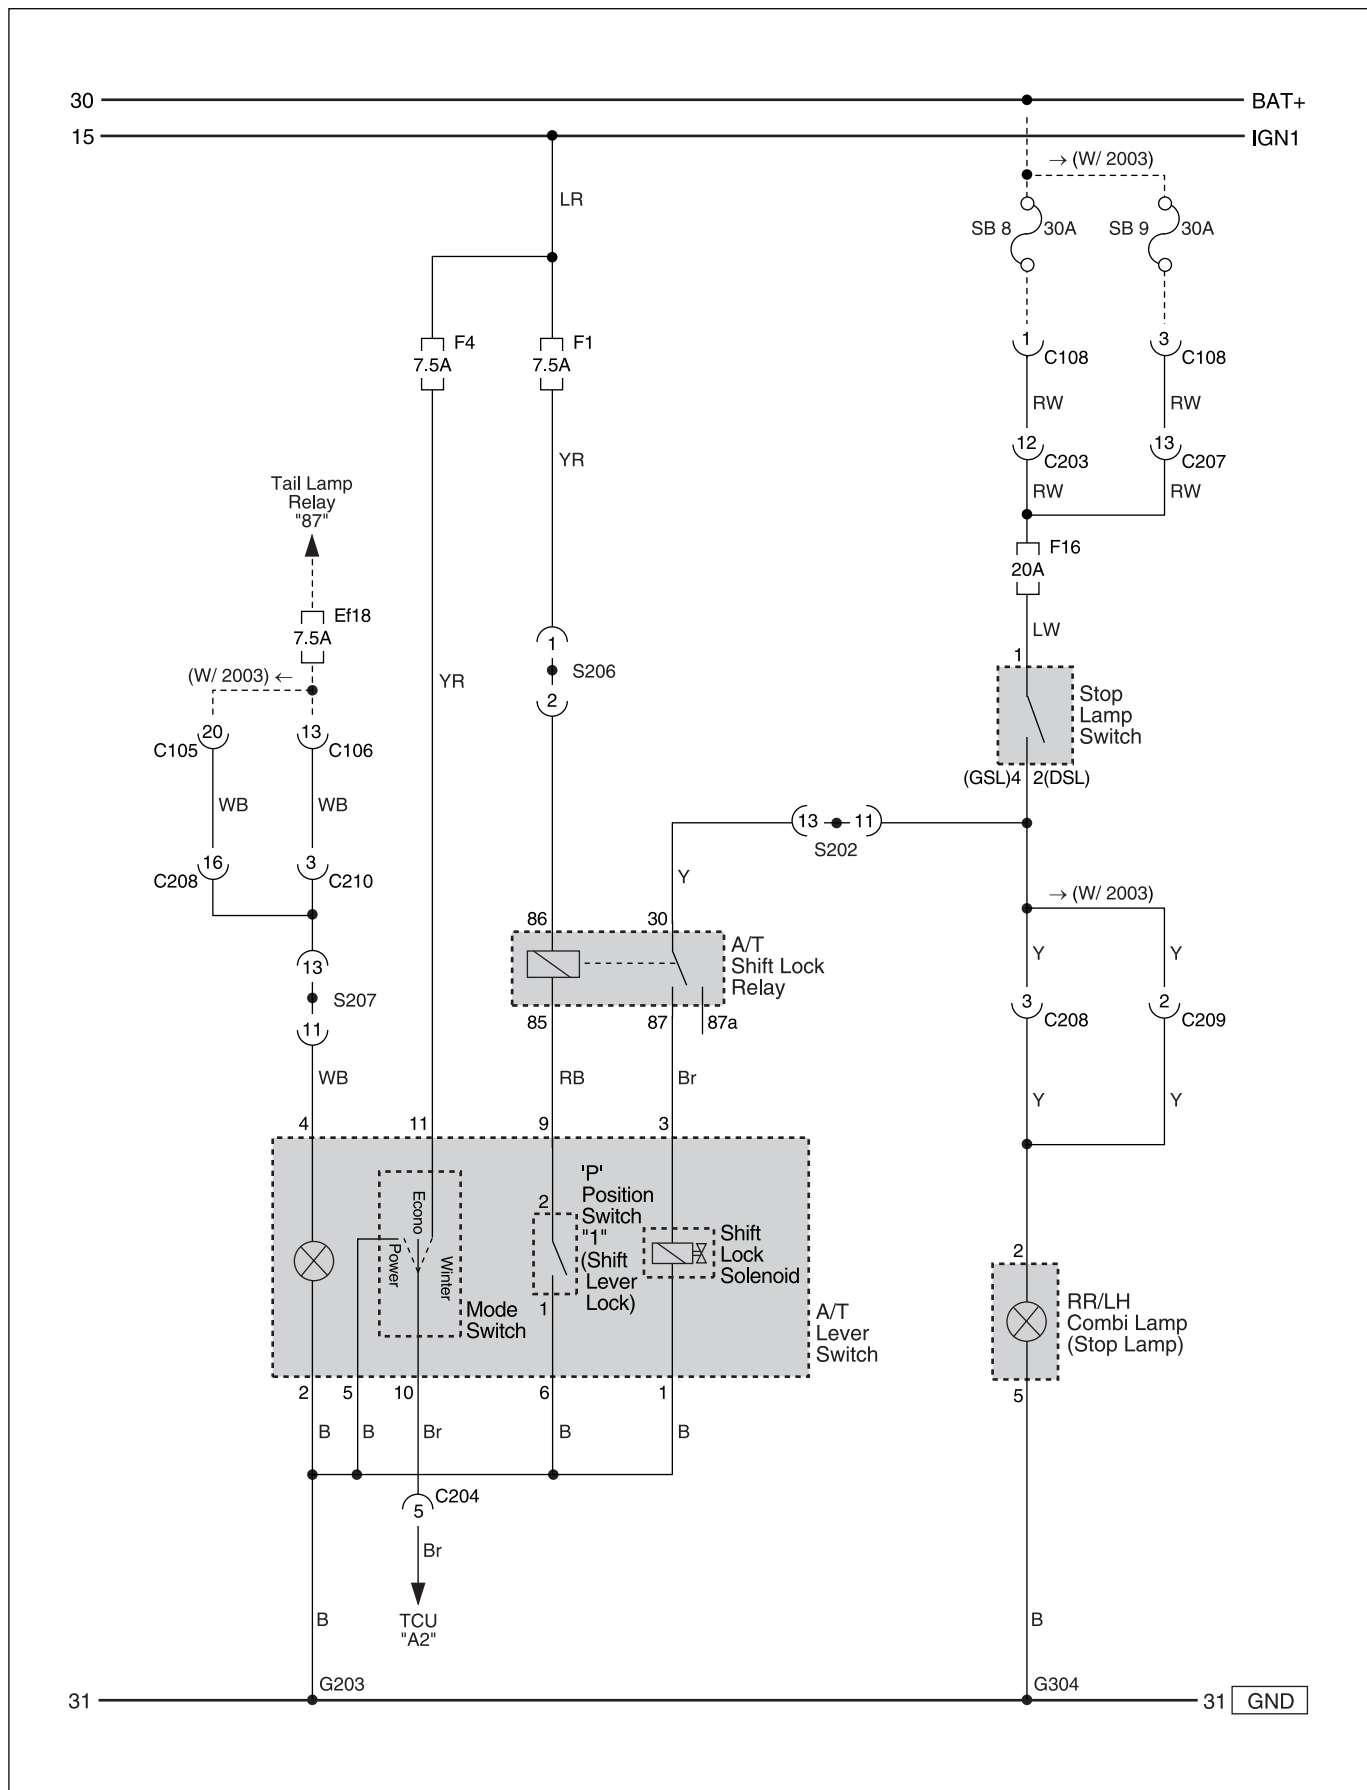 30
BAT+
15
IGN1
→ (W/ 2003)
LR
SB 8
30A
SB 9
30A
F4
7.5A
F1
7.5A
1
C108
3
C108
RW
RW
12
C203
13
C207
RW
RW
YR
Tail Lamp
Relay
"87"
F16
20A
Ef18
7.5A
LW
1
S206
2
(W/ 2003) ←
YR
1
Stop
Lamp
Switch
20
C105
13
C106
(GSL)4
2(DSL)
WB
WB
13
11
S202
16
C208
3
C210
Y
→ (W/ 2003)
86
30
A/T
Shift Lock
Relay
Y
Y
13
S207
11
85
87
87a
3
C208
2
C209
WB
RB
Br
Y
Y
4
11
9
3
Econo
Power
Winter
Mode
Switch
2
'P'
Position
Switch
"1"
(Shift
Lever
Lock)
1
Shift
Lock
Solenoid
A/T
Lever
Switch
2
RR/LH
Combi Lamp
(Stop Lamp)
5
2
5
10
6
1
B
B
Br
B
B
C204
5
Br
TCU
"A2"
B
B
G203
G304
31
31
GND